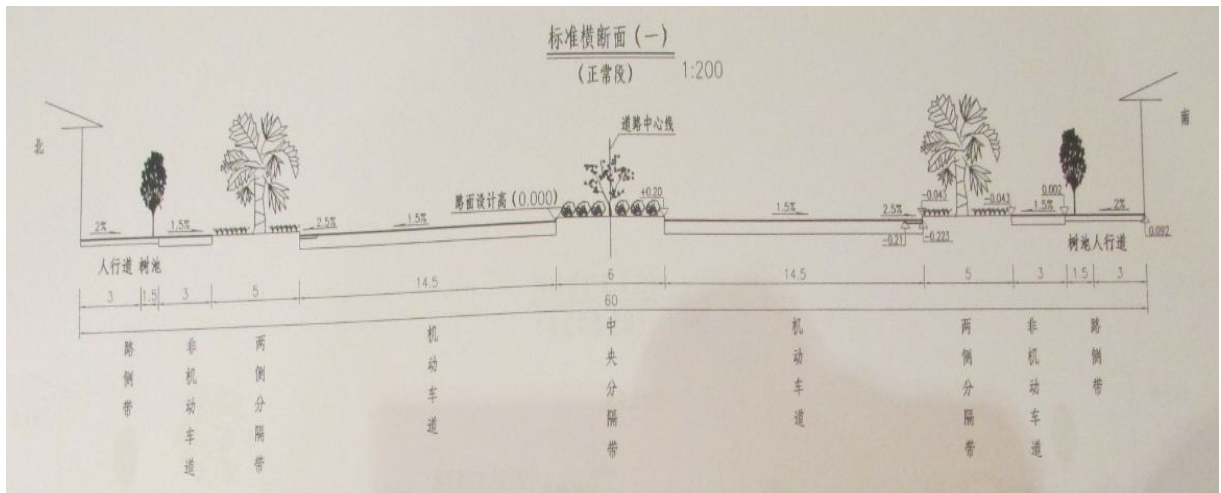 标准横断面(一)
(正常段) 1:200
道路中心线
北
南
路面设计高(0.000)
+0.20
-0.043
-0.043
0.002
2%
1.5%
2.5%
1.5%
1.5%
2.5%
1.5%
2%
-0.21
-0.223
0.092
人行道 树池
树池人行道
3 1.5 3 5 14.5 6 14.5 5 3 1.5 3
60
路侧带
非机动车道
两侧分隔带
机动车道
中央分隔带
机动车道
两侧分隔带
非机动车道
路侧带